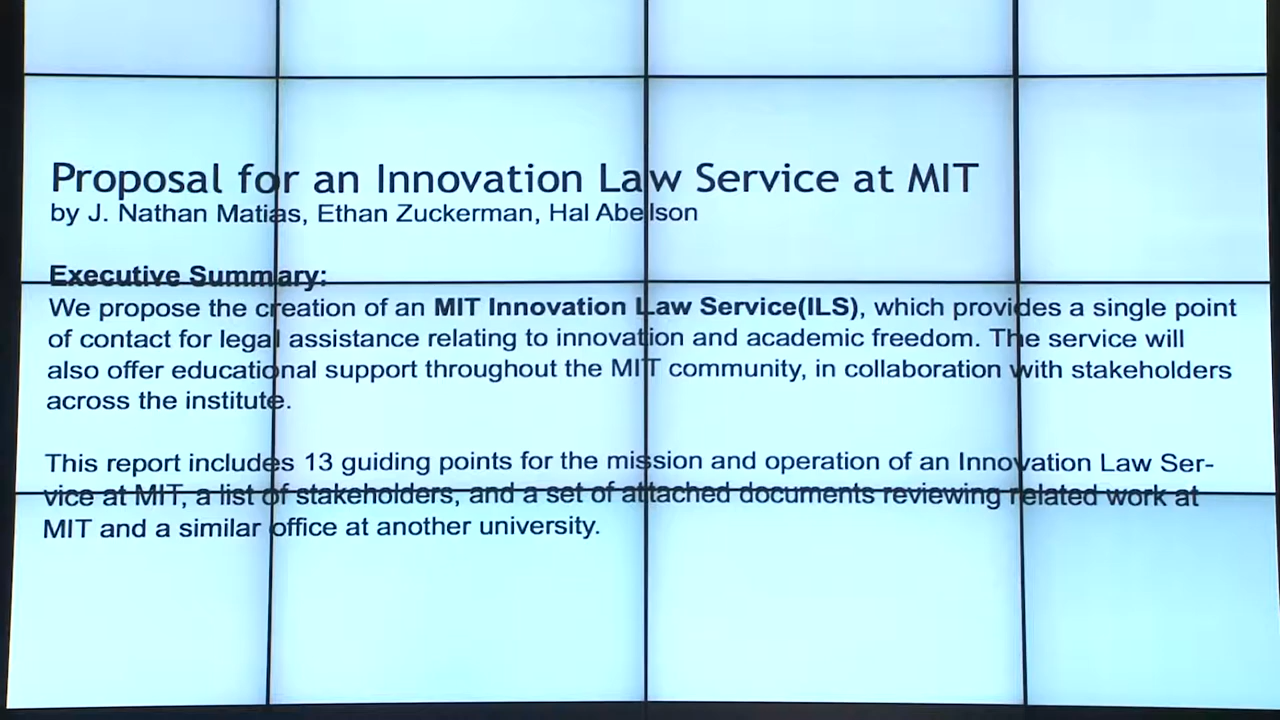 Proposal for an Innovation Law Service at MIT
by J. Nathan Matias, Ethan Zuckerman, Hal Abelson
Executive Summary:
We propose the creation of an MIT Innovation Law Service(ILS), which provides a single point
of contact for legal assistance relating to innovation and academic freedom. The service will
also offer educational support throughout the MIT community, in collaboration with stakeholders
across the institute.
This report includes 13 guiding points for the mission and operation of an Innovation Law Ser-
vice at MIT, a list of stakeholders, and a set of attached documents reviewing related work at
MIT and a similar office at another university.